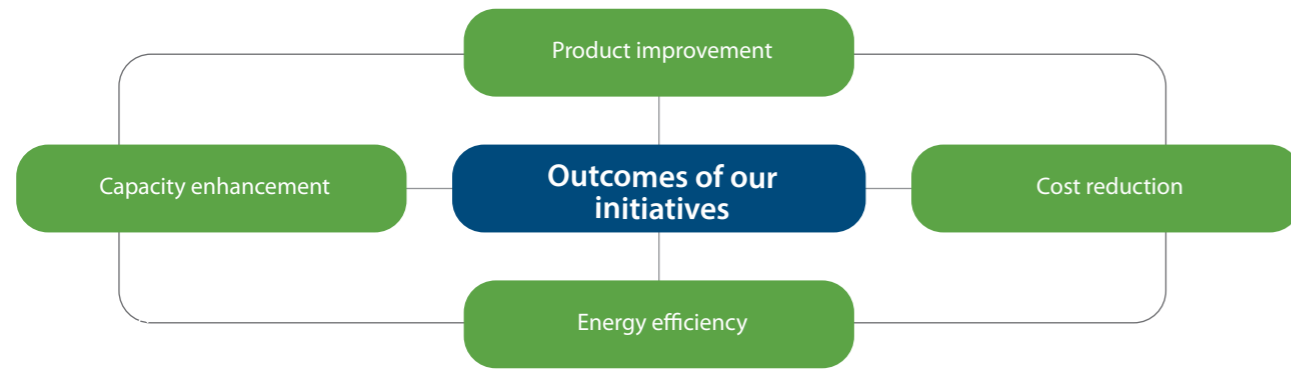 Product improvement
Capacity enhancement
Outcomes of our
initiatives
Cost reduction
Energy efficiency